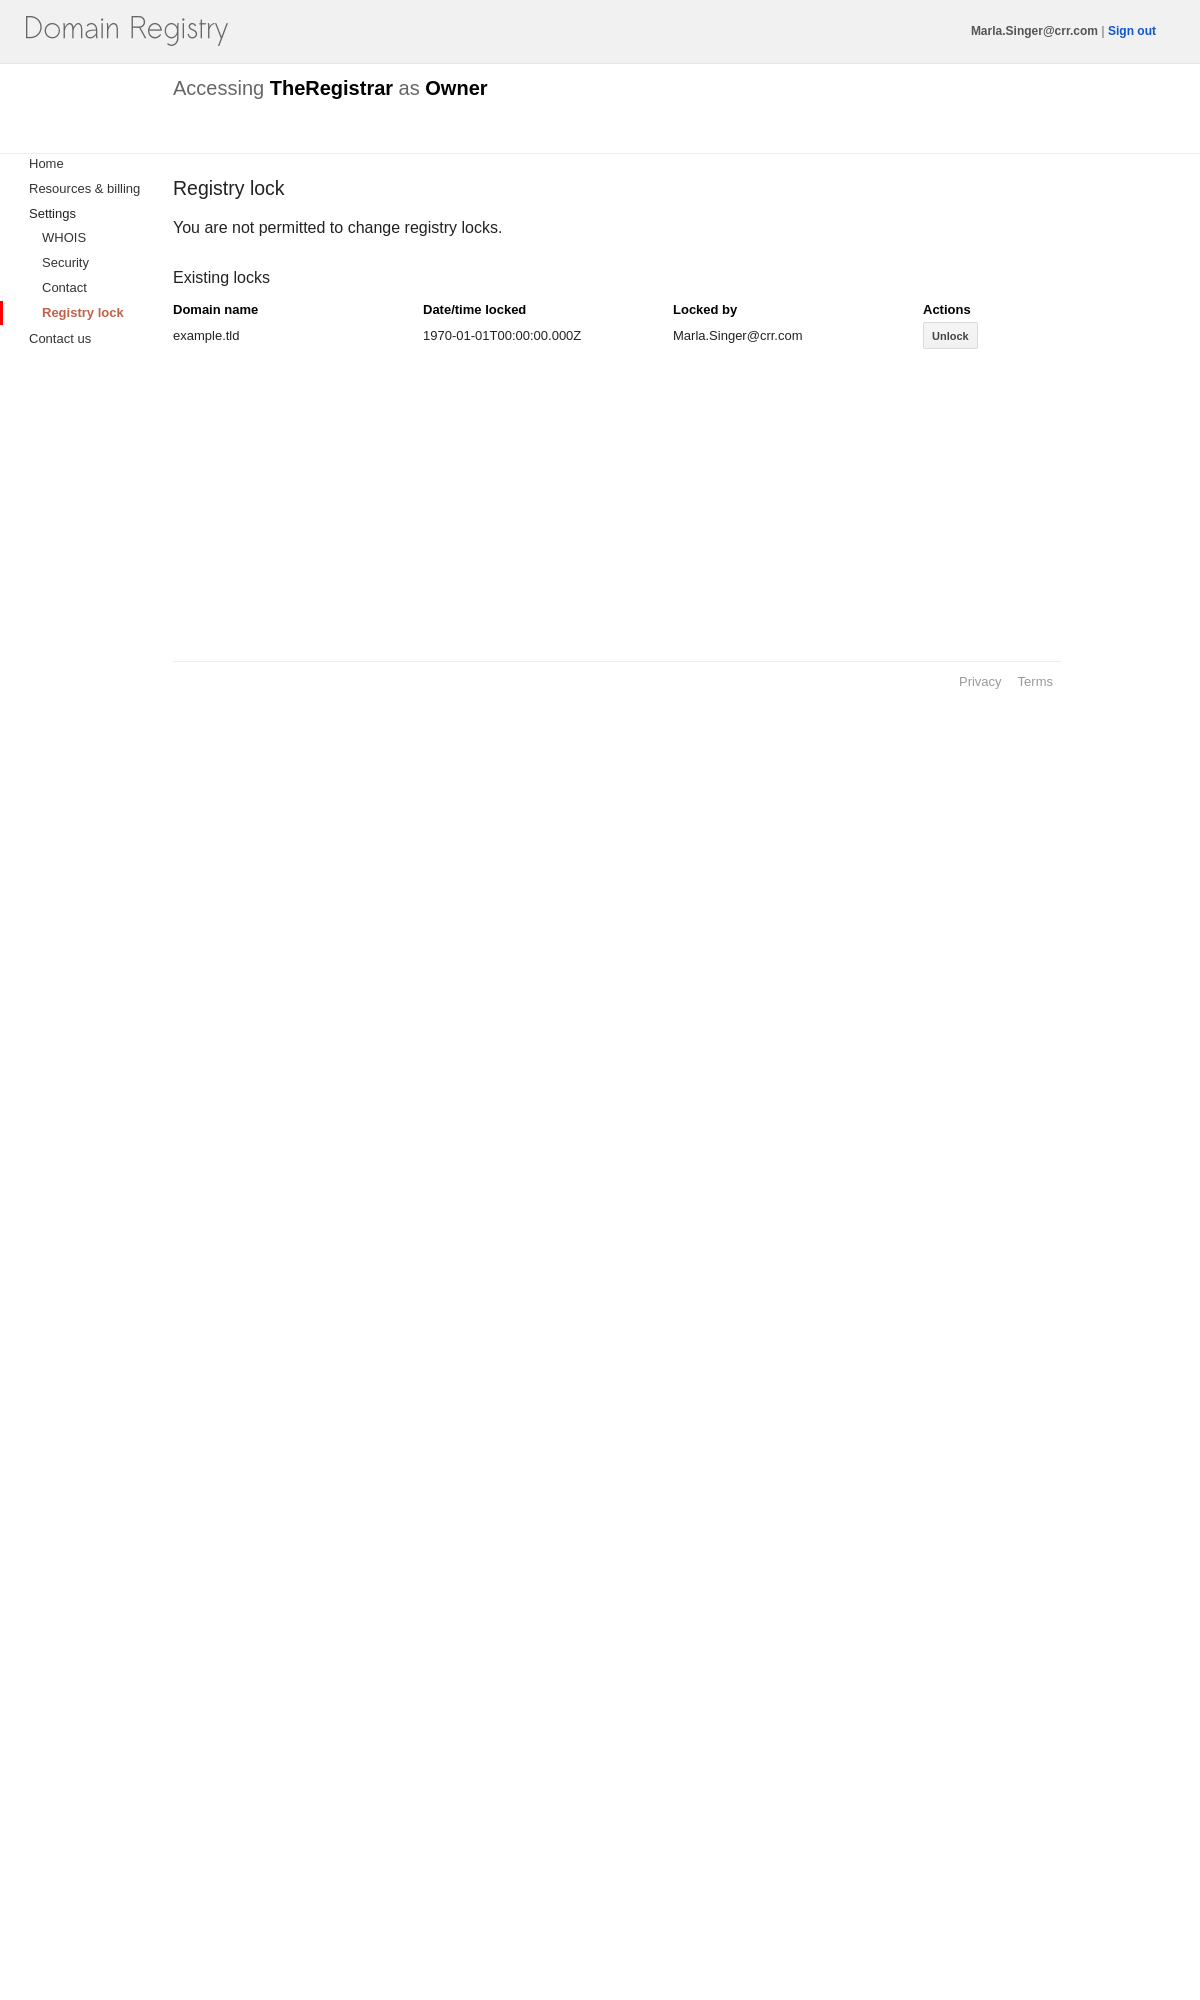 Domain Registry
Marla.Singer@crr.com | Sign out
Accessing TheRegistrar as Owner
Home
Resources & billing
Settings
WHOIS
Security
Contact
Registry lock
Contact us
Registry lock
You are not permitted to change registry locks.
Existing locks
Domain name Date/time locked Locked by Actions
example.tld 1970-01-01T00:00:00.000Z Marla.Singer@crr.com Unlock
Privacy Terms